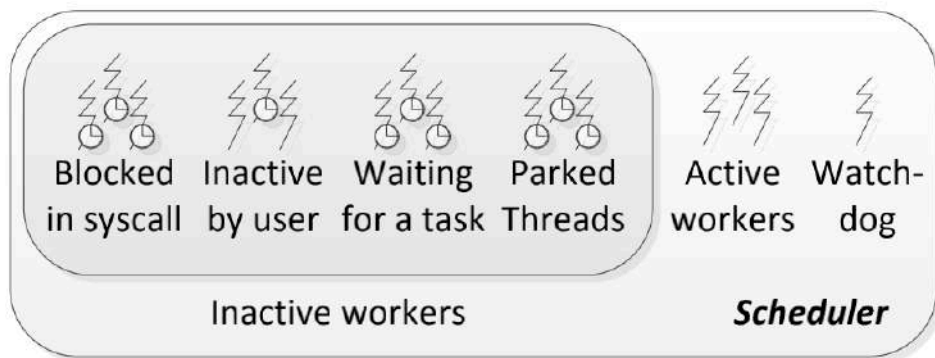 Blocked in syscall
Inactive by user
Waiting for a task
Parked Threads
Active workers
Watch-dog
Inactive workers
Scheduler